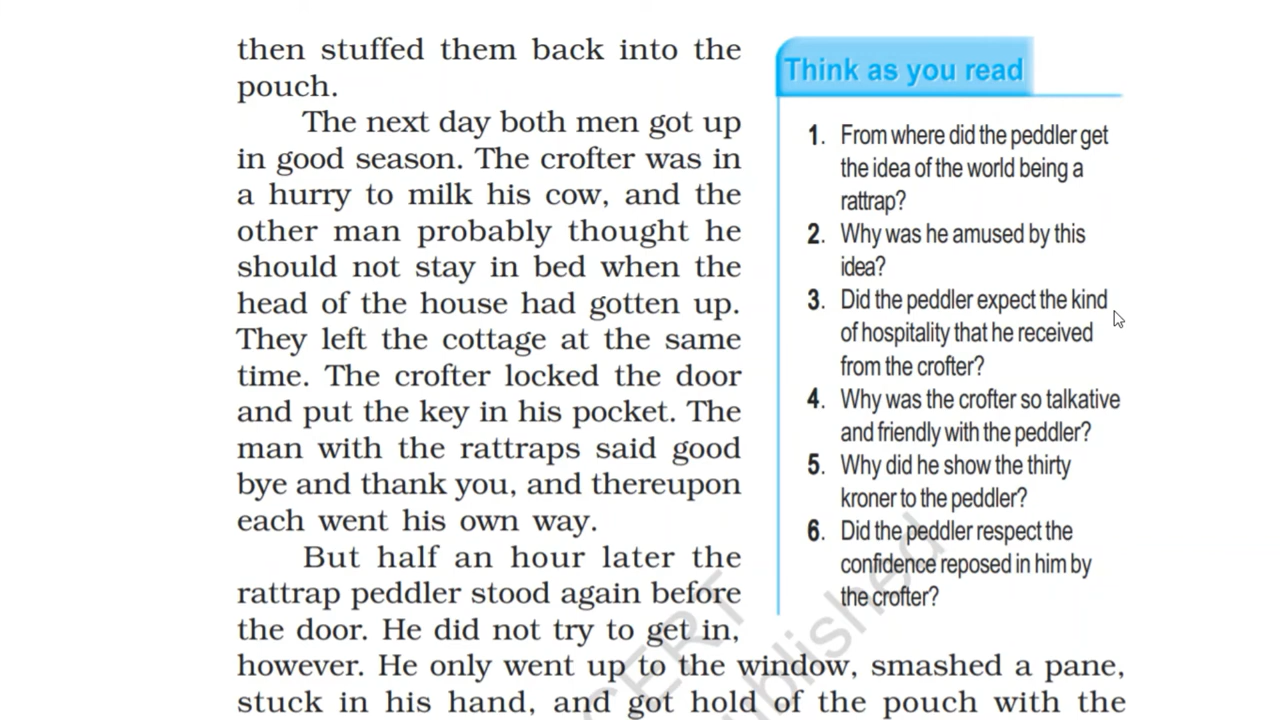 then stuffed them back into the
pouch.
The next day both men got up
in good season. The crofter was in
a hurry to milk his cow, and the
other man probably thought he
should not stay in bed when the
head of the house had gotten up.
They left the cottage at the same
time. The crofter locked the door
and put the key in his pocket. The
man with the rattraps said good
bye and thank you, and thereupon
each went his own way.
But half an hour later the
rattrap peddler stood again before
the door. He did not try to get in,
however. He only went up to the window, smashed a pane,
stuck in his hand, and got hold of the pouch with the
Think as you read
1. From where did the peddler get
the idea of the world being a
rattrap?
2. Why was he amused by this
idea?
3. Did the peddler expect the kind
of hospitality that he received
from the crofter?
4. Why was the crofter so talkative
and friendly with the peddler?
5. Why did he show the thirty
kroner to the peddler?
6. Did the peddler respect the
confidence reposed in him by
the crofter?